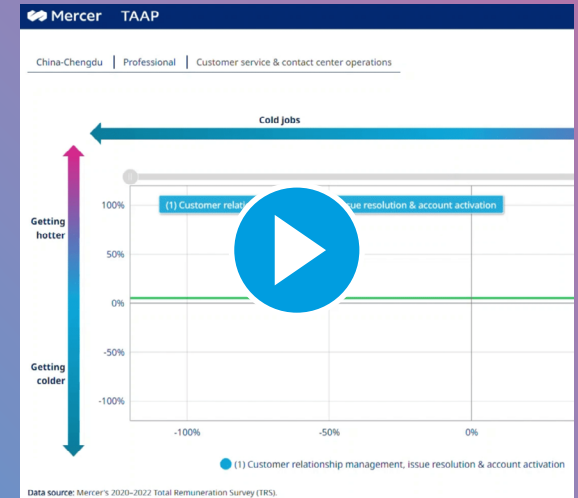 Mercer TAAP
China-Chengdu Professional Customer service & contact center operations
Cold jobs
Getting
hotter
100%
(1) Customer sue resolution & account activation
50%
0%
-50%
Getting
colder
-100%
-100% -50% 0%
(1) Customer relationship management, issue resolution & account activation
Data source: Mercer's 2020–2022 Total Remuneration Survey (TRS).